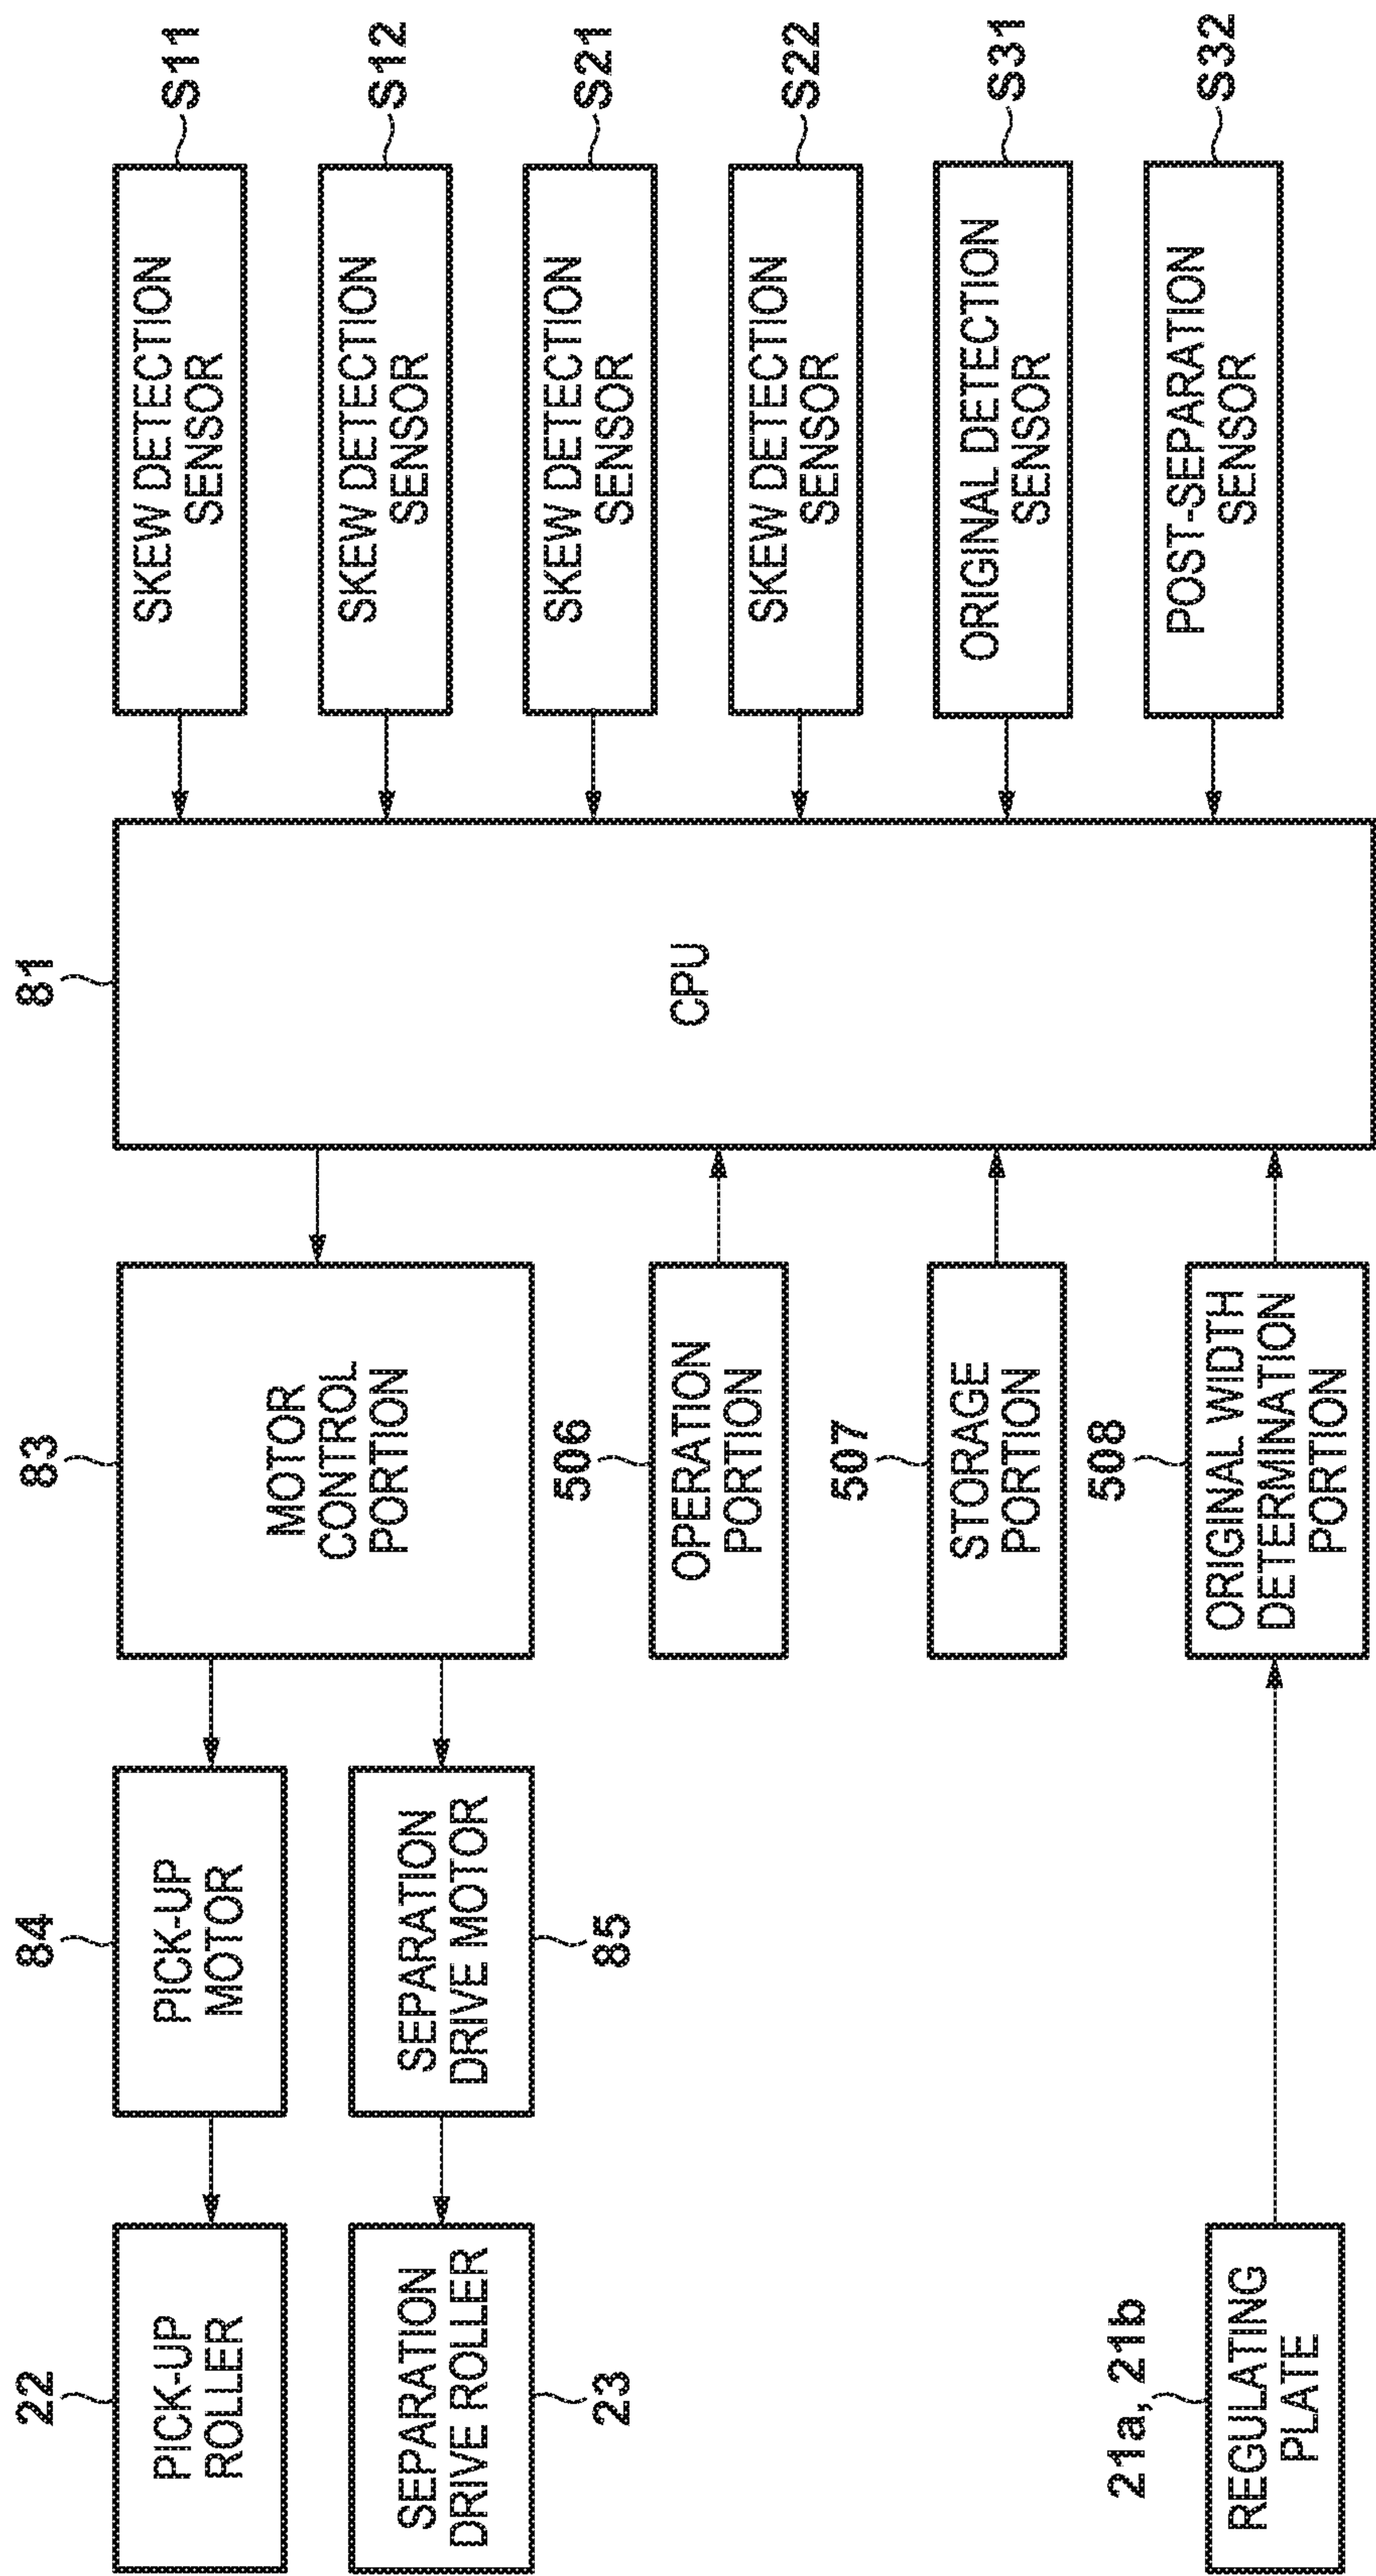 22
PICK-UP
ROLLER
84
PICK-UP
MOTOR
83
MOTOR
CONTROL
PORTION
81
CPU
SKEW DETECTION
SENSOR
S11
SKEW DETECTION
SENSOR
S12
SEPARATION
DRIVE ROLLER
23
SEPARATION
DRIVE MOTOR
85
506
OPERATION
PORTION
SKEW DETECTION
SENSOR
S21
SKEW DETECTION
SENSOR
S22
507
STORAGE
PORTION
ORIGINAL DETECTION
SENSOR
S31
21a, 21b
REGULATING
PLATE
508
ORIGINAL WIDTH
DETERMINATION
PORTION
POST-SEPARATION
SENSOR
S32